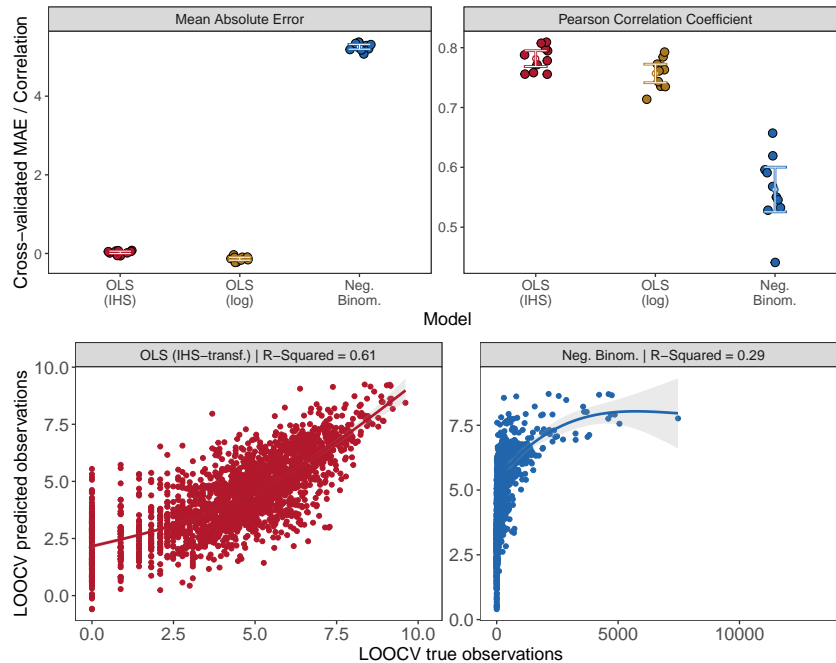 Mean Absolute Error
Pearson Correlation Coefficient
Cross-validated MAE / Correlation
4
2
0
0.8
0.7
0.6
0.5
OLS
(IHS)
OLS
(log)
Neg.
Binom.
OLS
(IHS)
OLS
(log)
Neg.
Binom.
Model
OLS (IHS-transf.) | R-Squared = 0.61
Neg. Binom. | R-Squared = 0.29
LOOCV predicted observations
10.0
7.5
5.0
2.5
0.0
7.5
5.0
2.5
0.0
0.0
2.5
5.0
7.5
10.0
0
5000
10000
LOOCV true observations